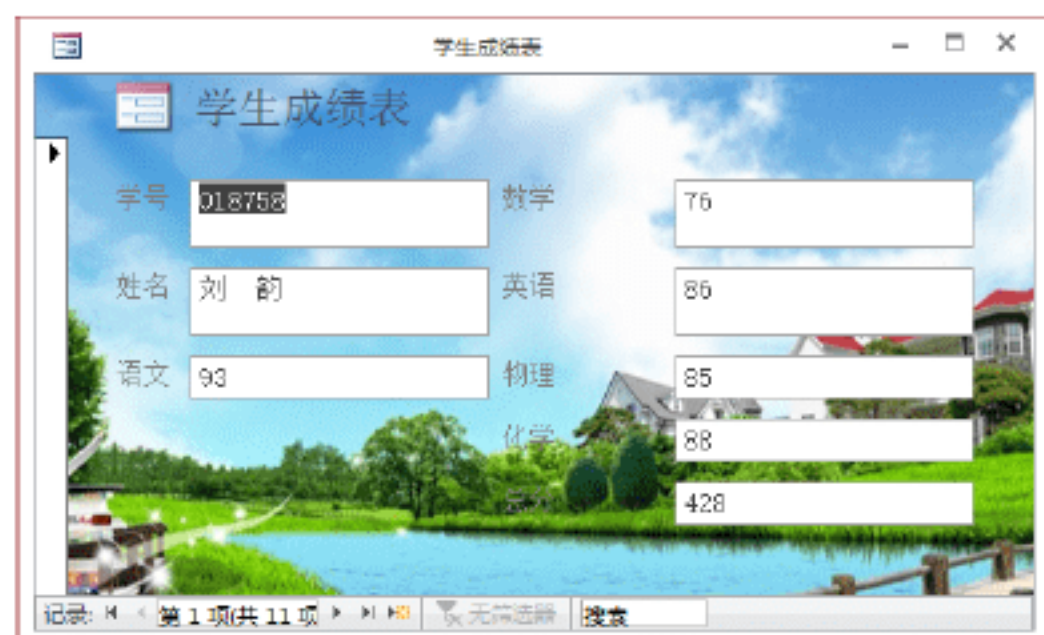 学生成绩表
学生成绩表
学号 018758 数学 76
姓名 刘 韵 英语 86
语文 93 物理 85
化学 88
总分 428
记录: 第 1 项(共 11 项 无筛选器 搜索